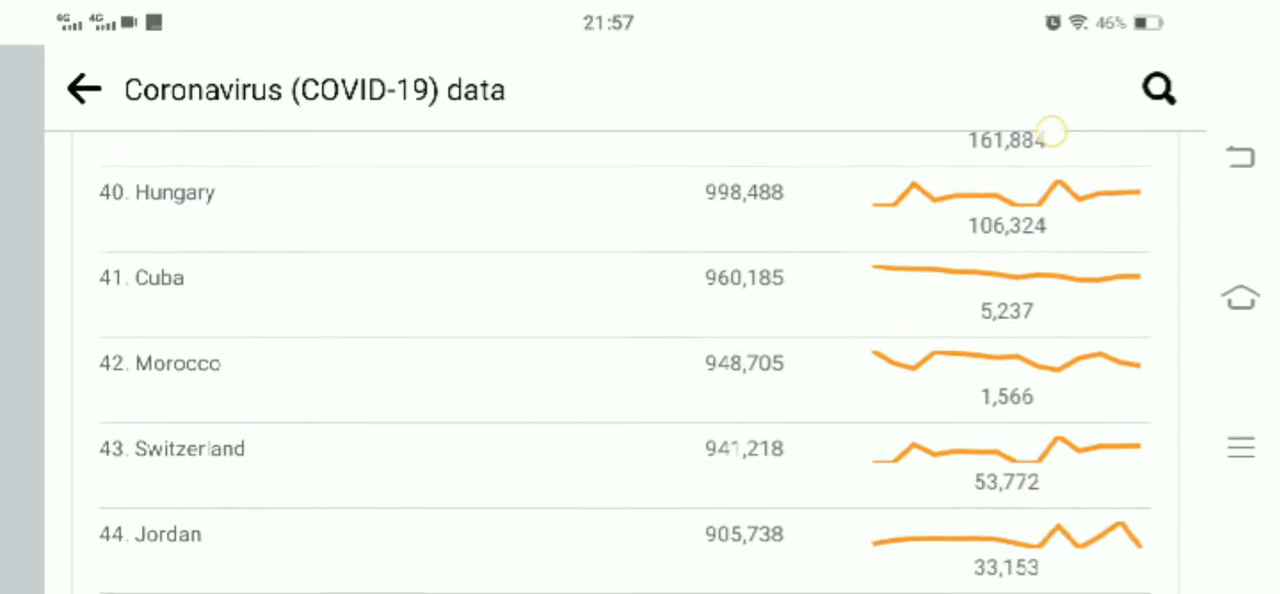 6G 4G 21:57 46%
Coronavirus (COVID-19) data
161,884
40. Hungary 998,488
106,324
41. Cuba 960,185
5,237
42. Morocco 948,705
1,566
43. Switzerland 941,218
53,772
44. Jordan 905,738
33,153